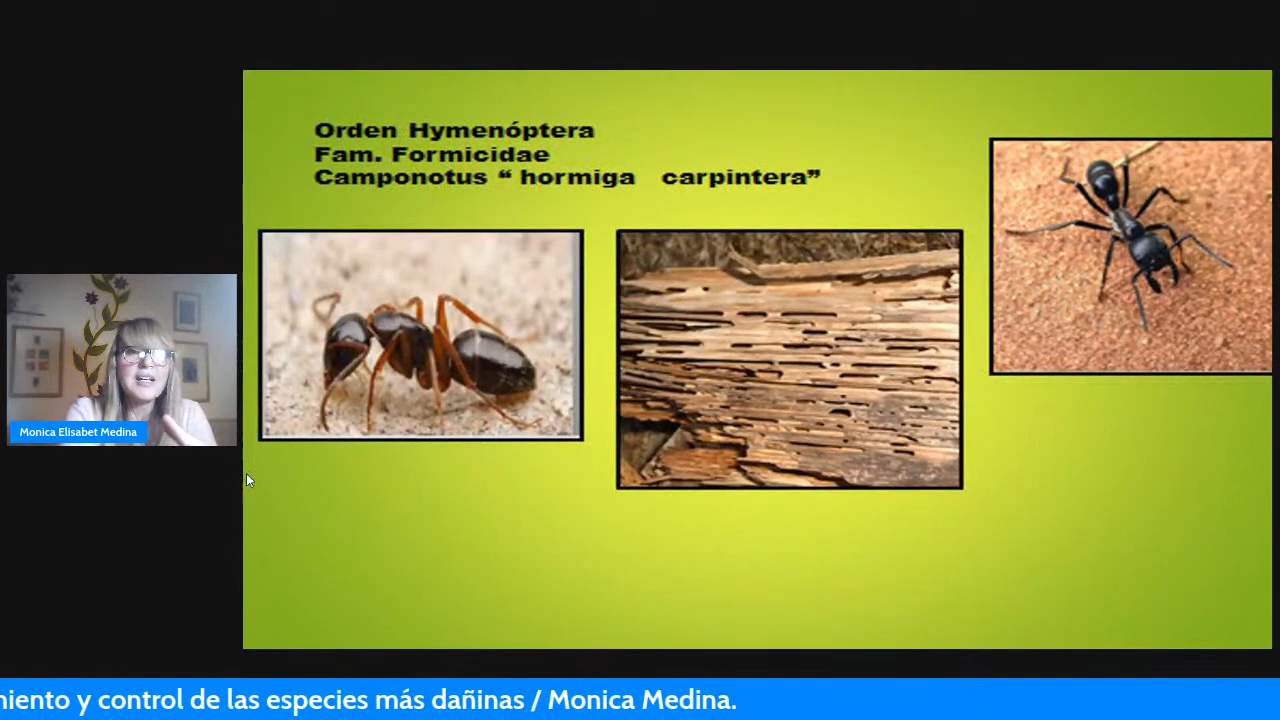 Orden Hymenóptera
Fam. Formicidae
Camponotus “ hormiga carpintera”
Monica Elisabet Medina
miento y control de las especies más dañinas / Monica Medina.